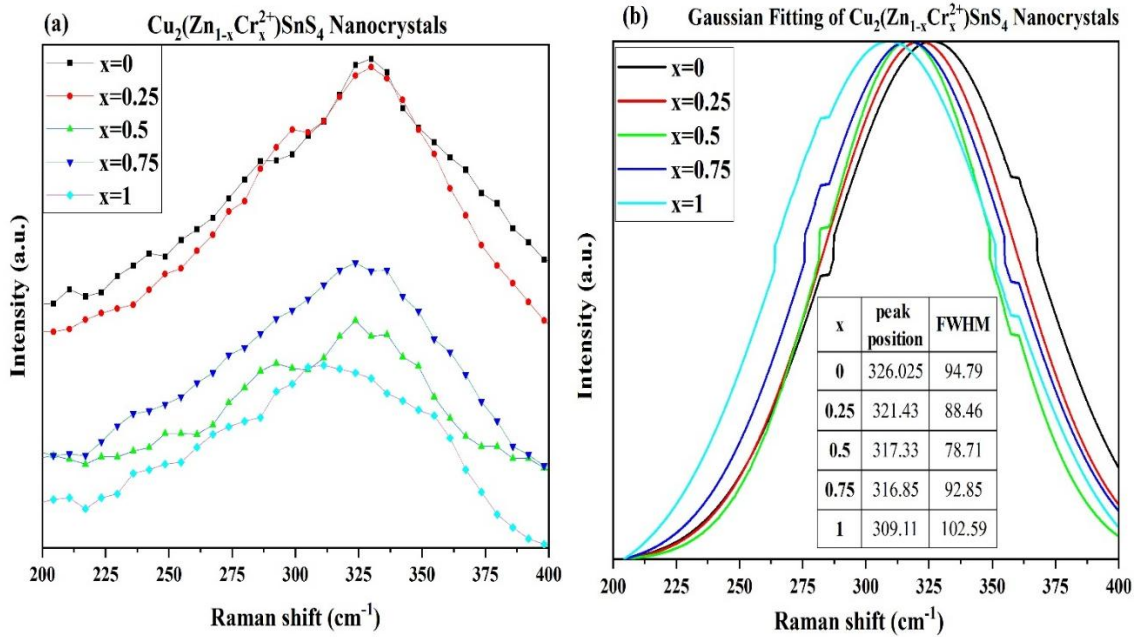 (a)
Cu₂(Zn₁₋ₓCrₓ²⁺)SnS₄ Nanocrystals
x=0
x=0.25
x=0.5
x=0.75
x=1
Intensity (a.u.)
200 225 250 275 300 325 350 375 400
Raman shift (cm⁻¹)
(b)
Gaussian Fitting of Cu₂(Zn₁₋ₓCrₓ²⁺)SnS₄ Nanocrystals
x=0
x=0.25
x=0.5
x=0.75
x=1
Intensity (a.u.)
x peak position FWHM
0 326.025 94.79
0.25 321.43 88.46
0.5 317.33 78.71
0.75 316.85 92.85
1 309.11 102.59
200 225 250 275 300 325 350 375 400
Raman shift (cm⁻¹)